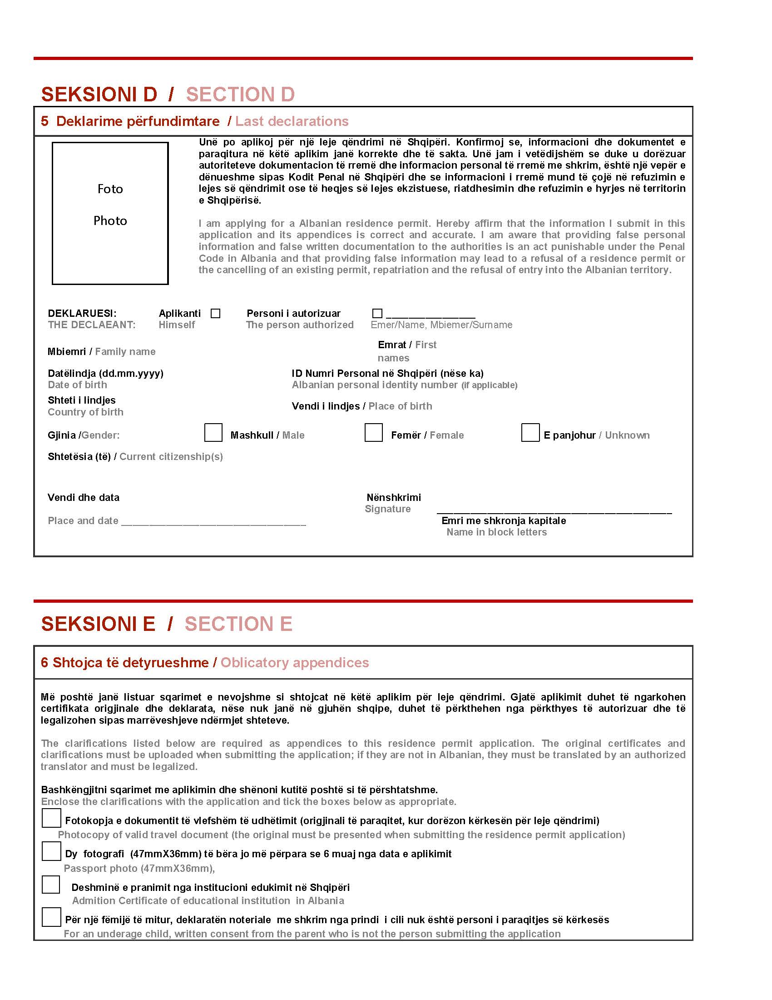 SEKSIONI D / SECTION D
5 Deklarime përfundimtare / Last declarations
Foto
Photo
Unë po aplikoj për një leje qëndrimi në Shqipëri. Konfirmoj se, informacioni dhe dokumentet e
paraqitura në këtë aplikim janë korrekte dhe të sakta. Unë jam i vetëdijshëm se duke u dorëzuar
autoriteteve dokumentacion të rremë dhe informacion personal të rremë me shkrim, është një vepër e
dënueshme sipas Kodit Penal në Shqipëri dhe se informacioni i rremë mund të çojë në refuzimin e
lejes së qëndrimit ose të heqjes së lejes ekzistuese, riatdhesimin dhe refuzimin e hyrjes në territorin
e Shqipërisë.
I am applying for a Albanian residence permit. Hereby affirm that the information I submit in this
application and its appendices is correct and accurate. I am aware that providing false personal
information and false written documentation to the authorities is an act punishable under the Penal
Code in Albania and that providing false information may lead to a refusal of a residence permit or
the cancelling of an existing permit, repatriation and the refusal of entry into the Albanian territory.
DEKLARUESI: Aplikanti Personi i autorizuar ________________
THE DECLAEANT: Himself The person authorized Emer/Name, Mbiemer/Surname
Mbiemri / Family name
Emrat / First
names
Datëlindja (dd.mm.yyyy) ID Numri Personal në Shqipëri (nëse ka)
Date of birth Albanian personal identity number (if applicable)
Shteti i lindjes
Country of birth
Vendi i lindjes / Place of birth
Gjinia /Gender: Mashkull / Male Femër / Female E panjohur / Unknown
Shtetësia (të) / Current citizenship(s)
Vendi dhe data Nënshkrimi
Signature __________________________________________
Place and date _________________________________ Emri me shkronja kapitale
Name in block letters
SEKSIONI E / SECTION E
6 Shtojca të detyrueshme / Oblicatory appendices
Më poshtë janë listuar sqarimet e nevojshme si shtojcat në këtë aplikim për leje qëndrimi. Gjatë aplikimit duhet të ngarkohen
certifikata origjinale dhe deklarata, nëse nuk janë në gjuhën shqipe, duhet të përkthehen nga përkthyes të autorizuar dhe të
legalizohen sipas marrëveshjeve ndërmjet shteteve.
The clarifications listed below are required as appendices to this residence permit application. The original certificates and
clarifications must be uploaded when submitting the application; if they are not in Albanian, they must be translated by an authorized
translator and must be legalized.
Bashkëngjitni sqarimet me aplikimin dhe shënoni kutitë poshtë si të përshtatshme.
Enclose the clarifications with the application and tick the boxes below as appropriate.
Fotokopja e dokumentit të vlefshëm të udhëtimit (origjinali të paraqitet, kur dorëzon kërkesën për leje qëndrimi)
Photocopy of valid travel document (the original must be presented when submitting the residence permit application)
Dy fotografi (47mmX36mm) të bëra jo më përpara se 6 muaj nga data e aplikimit
Passport photo (47mmX36mm),
Deshminë e pranimit nga institucioni edukimit në Shqipëri
Admition Certificate of educational institution in Albania
Për një fëmijë të mitur, deklaratën noteriale me shkrim nga prindi i cili nuk është personi i paraqitjes së kërkesës
For an underage child, written consent from the parent who is not the person submitting the application